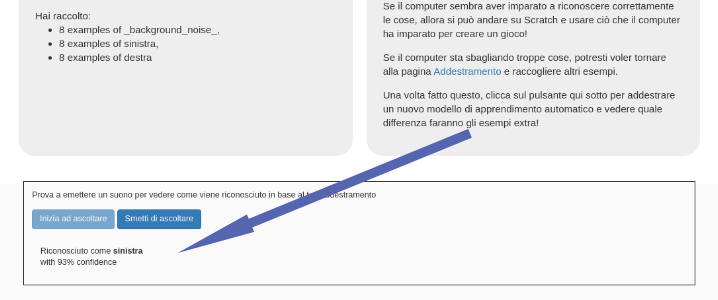 Hai raccolto:
8 examples of _background_noise_,
8 examples of sinistra,
8 examples of destra
Se il computer sembra aver imparato a riconoscere correttamente
le cose, allora si può andare su Scratch e usare ciò che il computer
ha imparato per creare un gioco!
Se il computer sta sbagliando troppe cose, potresti voler tornare
alla pagina Addestramento e raccogliere altri esempi.
Una volta fatto questo, clicca sul pulsante qui sotto per addestrare
un nuovo modello di apprendimento automatico e vedere quale
differenza faranno gli esempi extra!
Prova a emettere un suono per vedere come viene riconosciuto in base al
Inizia ad ascoltare Smetti di ascoltare
Riconosciuto come sinistra
with 93% confidence